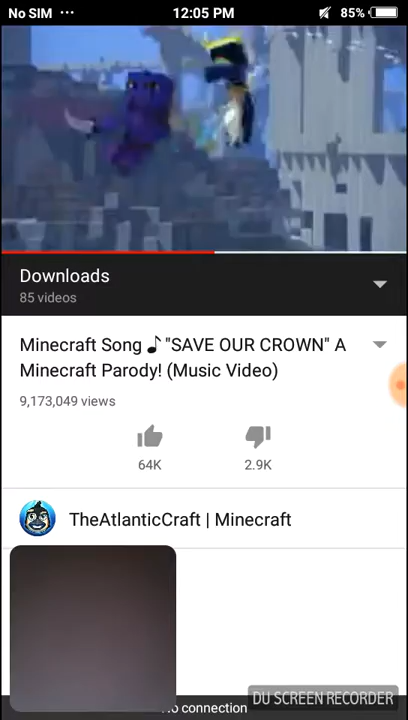 No SIM ··· 12:05 PM 85%
Downloads
85 videos
Minecraft Song ♪ "SAVE OUR CROWN" A
Minecraft Parody! (Music Video)
9,173,049 views
64K 2.9K
TheAtlanticCraft | Minecraft
DU SCREEN RECORDER
connection